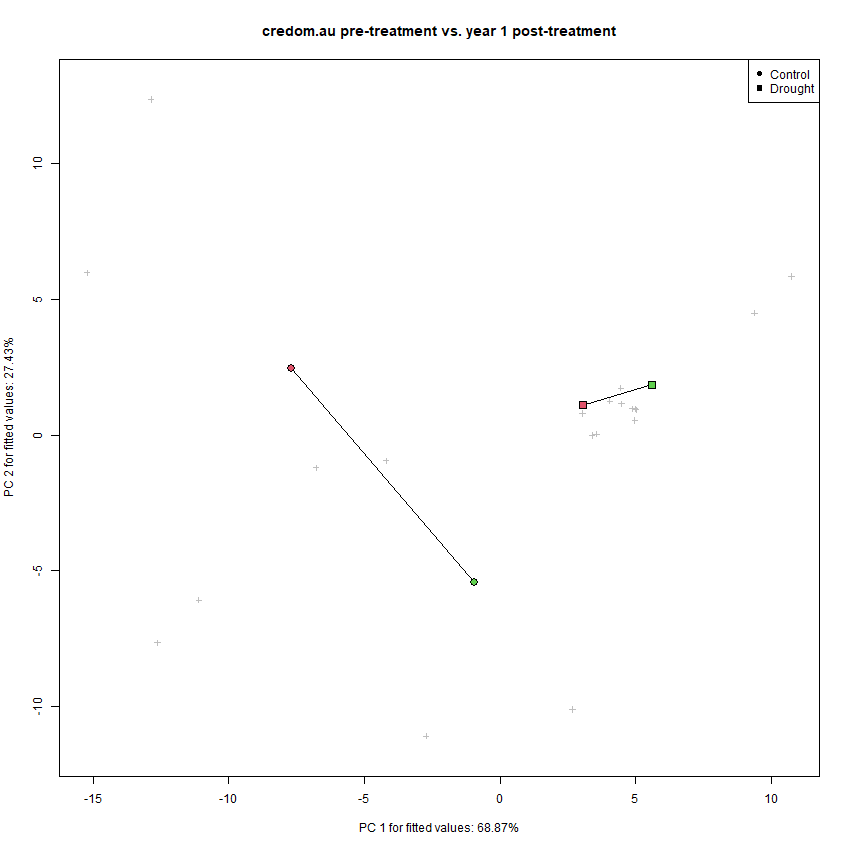 credom.au pre-treatment vs. year 1 post-treatment
Control
Drought
10
5
0
-5
-10
PC 2 for fitted values: 27.43%
-15
-10
-5
0
5
10
PC 1 for fitted values: 68.87%